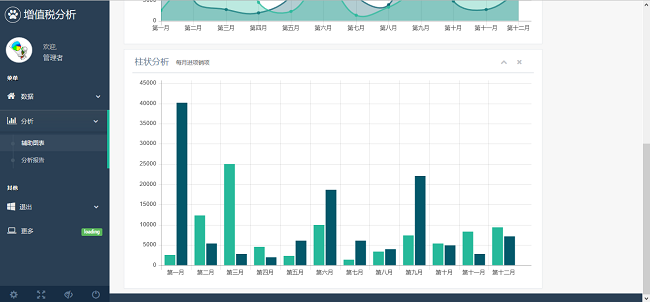 增值税分析
欢迎,
管理者
菜单
数据
分析
辅助图表
分析报告
其他
退出
更多
loading
5000
0
第一月 第二月 第三月 第四月 第五月 第六月 第七月 第八月 第九月 第十月 第十一月 第十二月
柱状分析 每月进项销项
45000
40000
35000
30000
25000
20000
15000
10000
5000
0
第一月 第二月 第三月 第四月 第五月 第六月 第七月 第八月 第九月 第十月 第十一月 第十二月